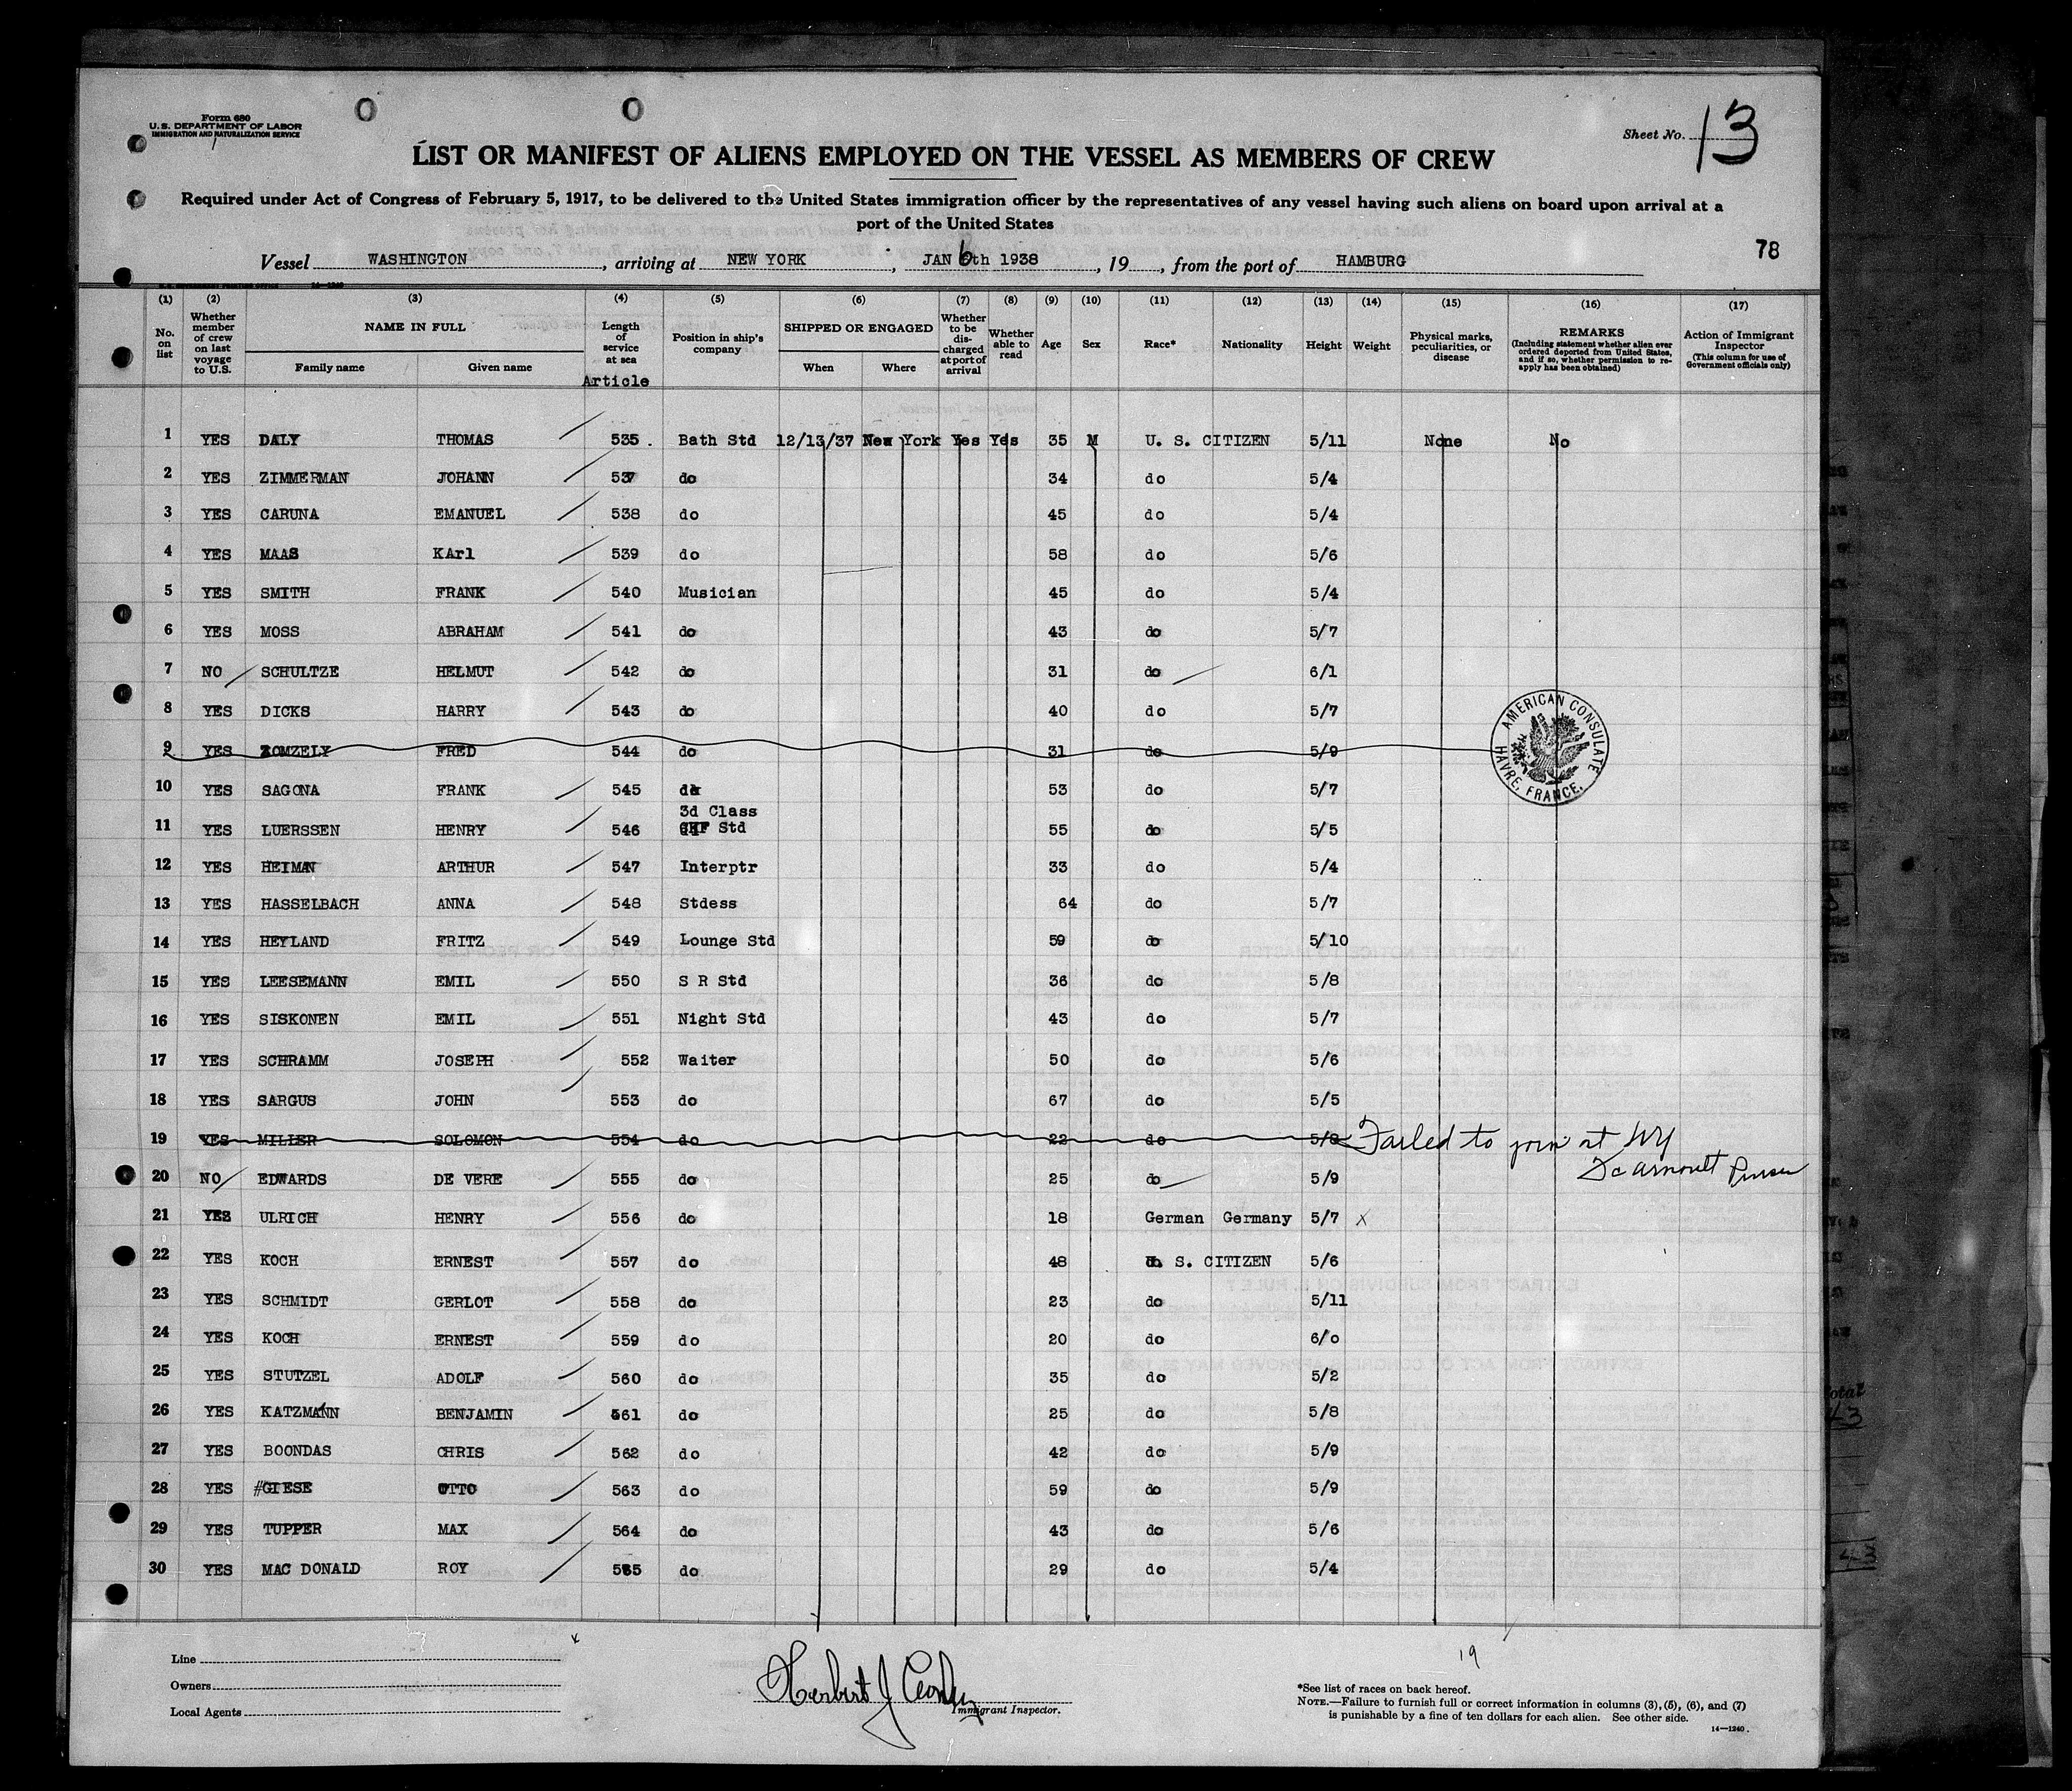 Form 680
U.S. DEPARTMENT OF LABOR
IMMIGRATION AND NATURALIZATION SERVICE
Sheet No. 13
LIST OR MANIFEST OF ALIENS EMPLOYED ON THE VESSEL AS MEMBERS OF CREW
Required under Act of Congress of February 5, 1917, to be delivered to the United States immigration officer by the representatives of any vessel having such aliens on board upon arrival at a
port of the United States
78
Vessel WASHINGTON, arriving at NEW YORK, JAN 6th 1938, 19, from the port of HAMBURG
(1) (2) (3) (4) (5) (6) (7) (8) (9) (10) (11) (12) (13) (14) (15) (16) (17)
No. on list
Whether member of crew on last voyage to U.S.
NAME IN FULL
Family name
Given name
Length of service at sea
Article
Position in ship's company
SHIPPED OR ENGAGED
When
Where
Whether to be discharged at port of arrival
Whether able to read
Age
Sex
Race*
Nationality
Height
Weight
Physical marks, peculiarities, or disease
REMARKS
(Including statement whether alien ever ordered deported from United States, and if so, whether permission to re-apply has been obtained)
Action of Immigrant Inspector
(This column for use of Government officials only)
1 YES DALY THOMAS 535 Bath Std 12/13/37 New York Yes Yes 35 M U. S. CITIZEN 5/11 None No
2 YES ZIMMERMAN JOHANN 537 do 34 do 5/4
3 YES CARUNA EMANUEL 538 do 45 do 5/4
4 YES MAAS KArl 539 do 58 do 5/6
5 YES SMITH FRANK 540 Musician 45 do 5/4
6 YES MOSS ABRAHAM 541 do 43 do 5/7
7 NO SCHULTZE HELMUT 542 do 31 do 6/1
8 YES DICKS HARRY 543 do 40 do 5/7
9 YES ZOMZELY FRED 544 do 31 do 5/9
AMERICAN CONSULATE
HAVRE, FRANCE.
10 YES SAGONA FRANK 545 do 53 do 5/7
3d Class
11 YES LUERSSEN HENRY 546 Std 55 do 5/5
12 YES HEIMAN ARTHUR 547 Interptr 33 do 5/4
13 YES HASSELBACH ANNA 548 Stdess 64 do 5/7
14 YES HEYLAND FRITZ 549 Lounge Std 59 do 5/10
15 YES LEESEMANN EMIL 550 S R Std 36 do 5/8
16 YES SISKONEN EMIL 551 Night Std 43 do 5/7
17 YES SCHRAMM JOSEPH 552 Waiter 50 do 5/6
18 YES SARGUS JOHN 553 do 67 do 5/5
19 YES MILLER SOLOMON 554 do 22 do 5/8 Failed to join at NY
Purser
20 NO EDWARDS DE VERE 555 do 25 do 5/9
21 YES ULRICH HENRY 556 do 18 German Germany 5/7 X
22 YES KOCH ERNEST 557 do 48 U. S. CITIZEN 5/6
23 YES SCHMIDT GERLOT 558 do 23 do 5/11
24 YES KOCH ERNEST 559 do 20 do 6/0
25 YES STUTZEL ADOLF 560 do 35 do 5/2
26 YES KATZMANN BENJAMIN 561 do 25 do 5/8
27 YES BOONDAS CHRIS 562 do 42 do 5/9
28 YES #GIESE OTTO 563 do 59 do 5/9
29 YES TUPPER MAX 564 do 43 do 5/6
30 YES MAC DONALD ROY 565 do 29 do 5/4
Line
Owners
Local Agents
Herbert J
Immigrant Inspector.
19
*See list of races on back hereof.
NOTE.—Failure to furnish full or correct information in columns (3), (5), (6), and (7)
is punishable by a fine of ten dollars for each alien. See other side.
14—1240